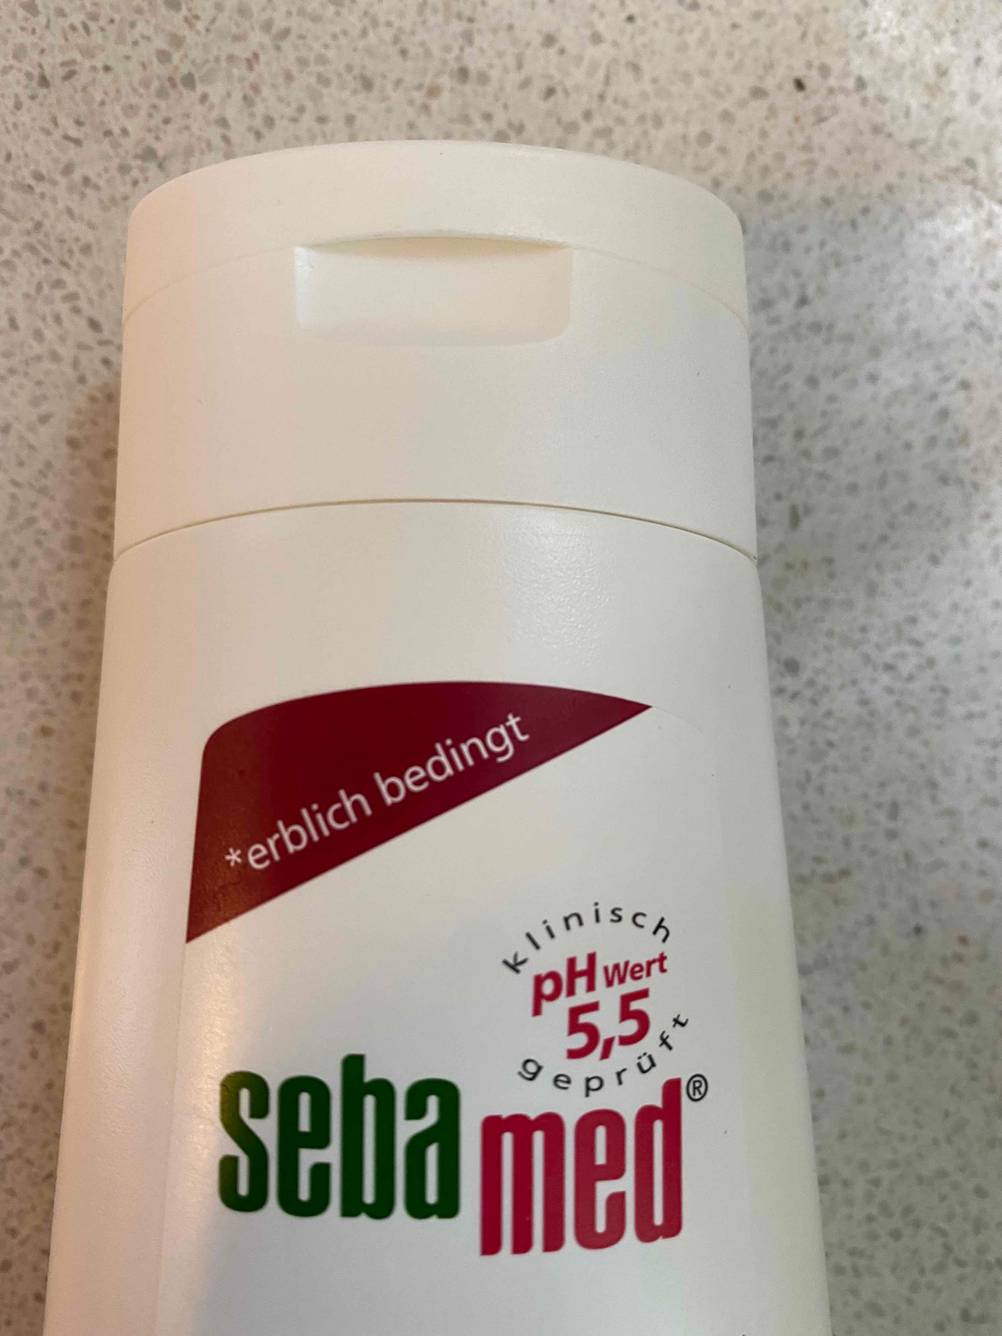 *erblich bedingt
klinisch
pH Wert
5,5
geprüft
sebamed®